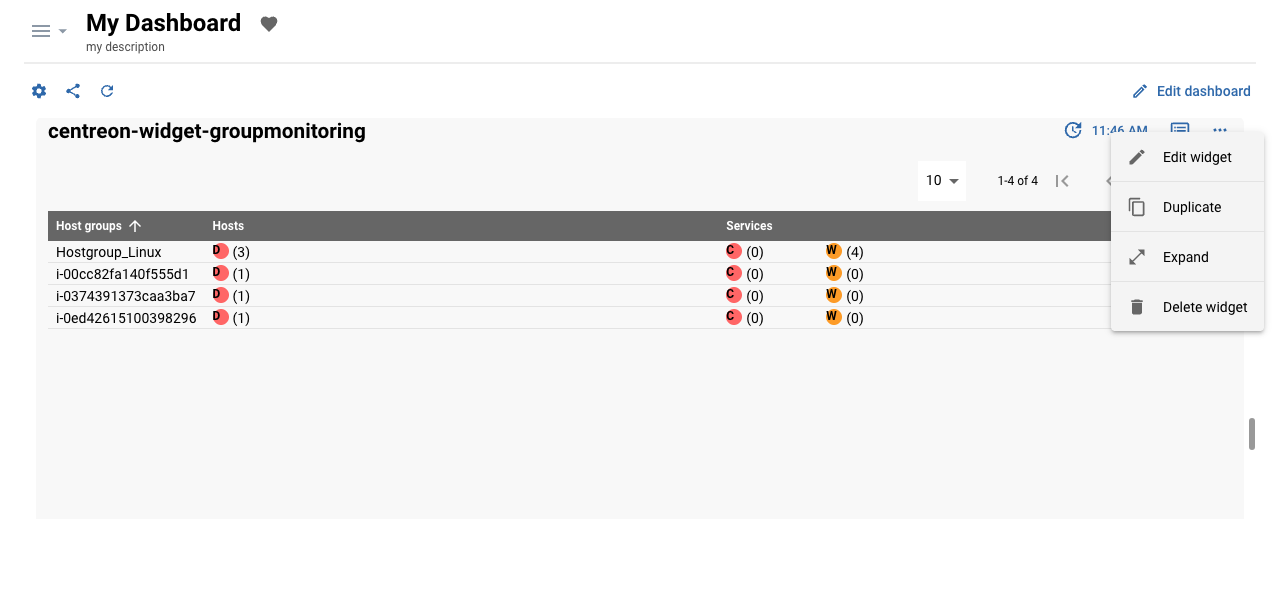 My Dashboard
my description
Edit dashboard
centreon-widget-groupmonitoring
11:46 AM
Edit widget
10
1-4 of 4
Duplicate
Host groups Hosts Services
Hostgroup_Linux D (3) C (0) W (4)
Expand
i-00cc82fa140f555d1 D (1) C (0) W (0)
i-0374391373caa3ba7 D (1) C (0) W (0)
Delete widget
i-0ed42615100398296 D (1) C (0) W (0)